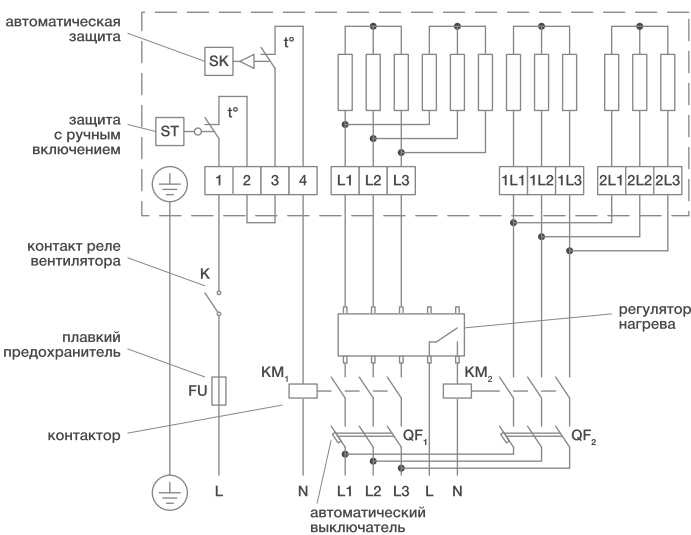 автоматическая
защита
SK
t°
защита
с ручным
включением
ST
t°
1 2 3 4 L1 L2 L3 1L1 1L2 1L3 2L1 2L2 2L3
контакт реле
вентилятора
K
регулятор
нагрева
плавкий
предохранитель
FU
KM1
KM2
контактор
QF1
QF2
L N L1 L2 L3 L N
автоматический
выключатель